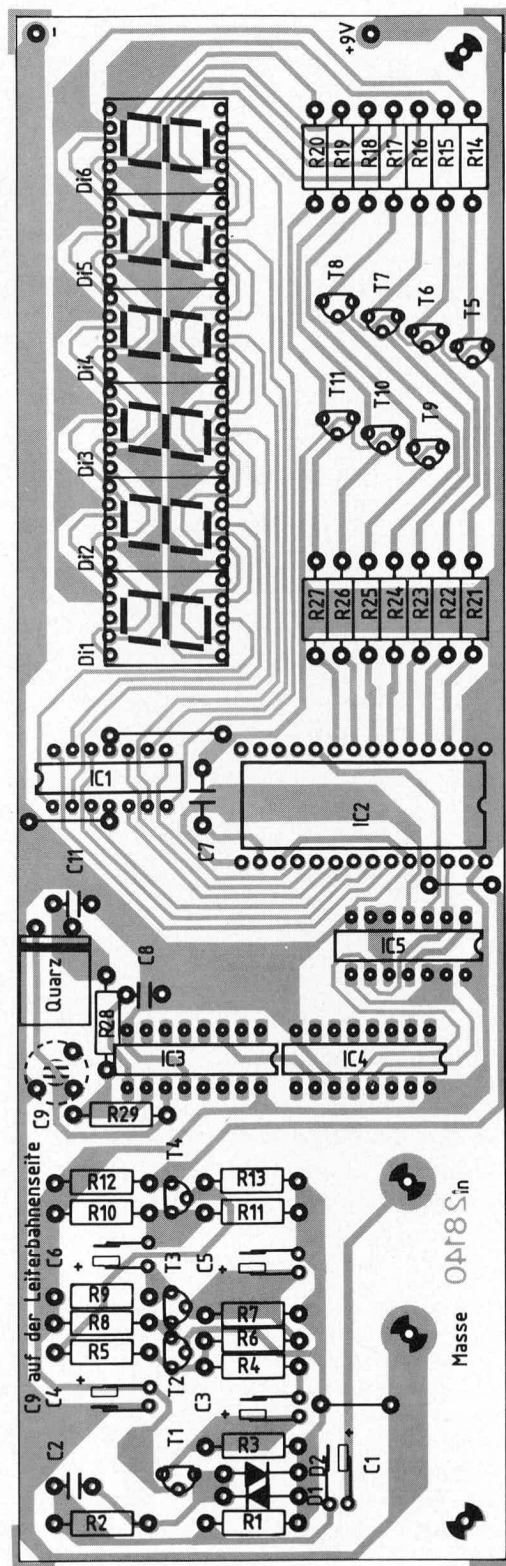 -
+9V
Di6
Di5
Di4
Di3
Di2
Di1
R20
R19
R18
R17
R16
R15
R14
T8
T7
T6
T5
T11
T10
T9
R27
R26
R25
R24
R23
R22
R21
IC1
C7
IC2
C11
Quarz
C8
R28
C9
R29
IC3
IC4
IC5
C9 auf der Leiterbahnenseite
R12
R10
T4
R13
R11
C6
+
T3
C5
+
R9
R8
R5
T2
R7
R6
R4
C4
+
C3
+
C2
R2
T1
R3
R1
D1
D2
C1
+
in
28140
Masse